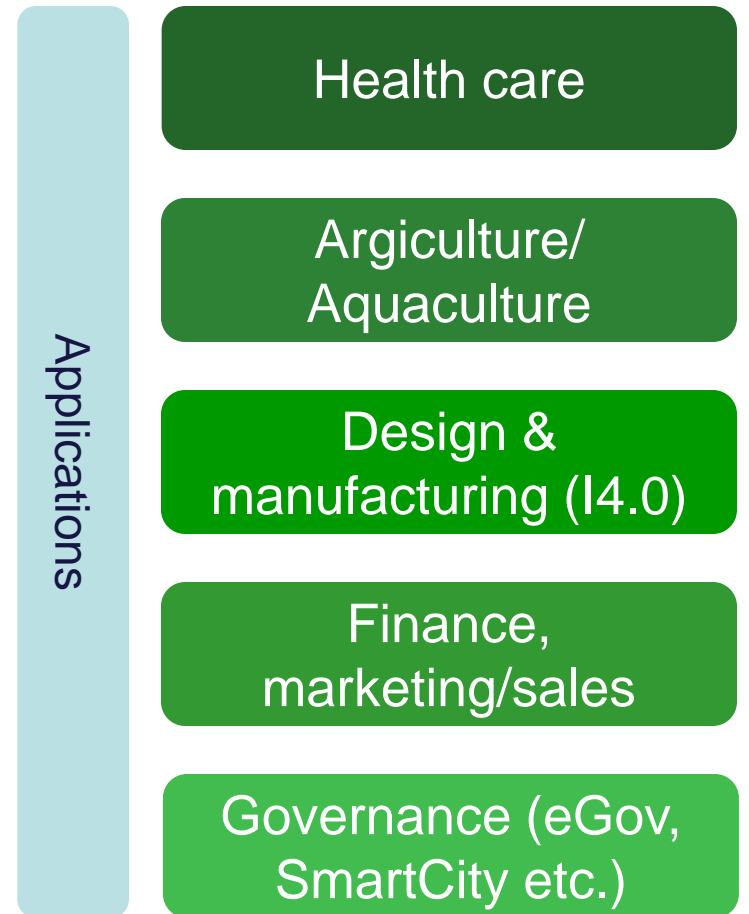 Applications
Health care
Argiculture/
Aquaculture
Design &
manufacturing (I4.0)
Finance,
marketing/sales
Governance (eGov,
SmartCity etc.)